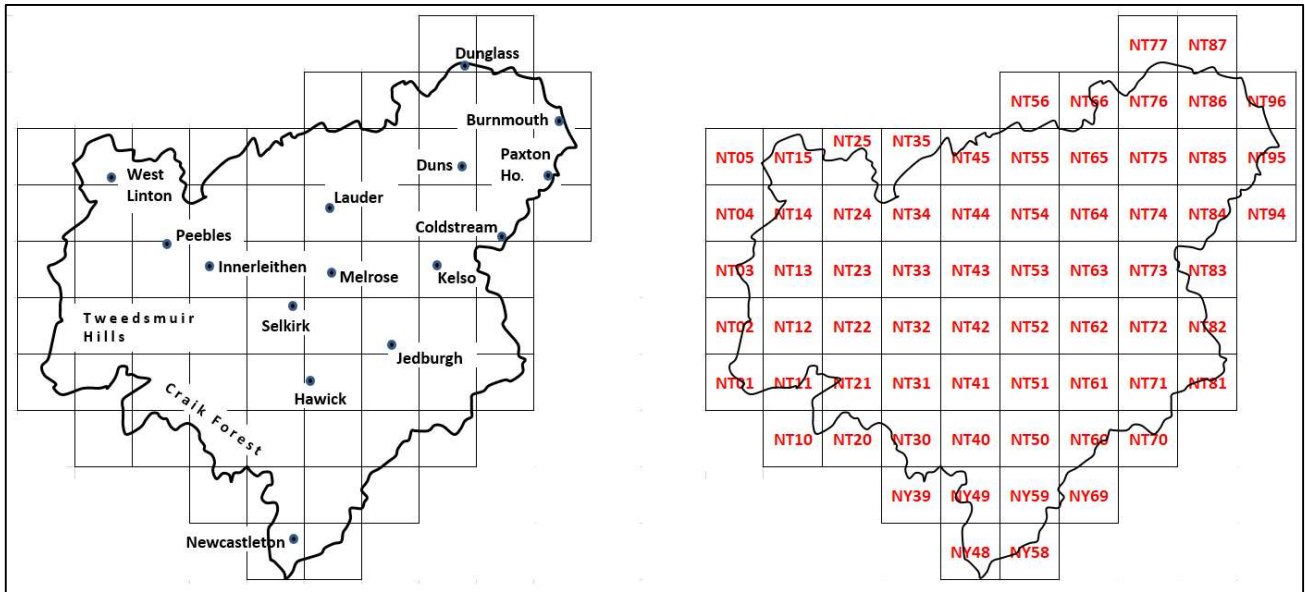 Dunglass
Burnmouth
Duns
Paxton
Ho.
West
Linton
Lauder
Coldstream
Peebles
Innerleithen
Melrose
Kelso
Selkirk
Tweedsmuir
Hills
Jedburgh
Hawick
Craik Forest
Newcastleton
NT77 NT87
NT56 NT66 NT76 NT86 NT96
NT05 NT15 NT25 NT35 NT45 NT55 NT65 NT75 NT85 NT95
NT04 NT14 NT24 NT34 NT44 NT54 NT64 NT74 NT84 NT94
NT03 NT13 NT23 NT33 NT43 NT53 NT63 NT73 NT83
NT02 NT12 NT22 NT32 NT42 NT52 NT62 NT72 NT82
NT01 NT11 NT21 NT31 NT41 NT51 NT61 NT71 NT81
NT10 NT20 NT30 NT40 NT50 NT60 NT70
NY39 NY49 NY59 NY69
NY48 NY58